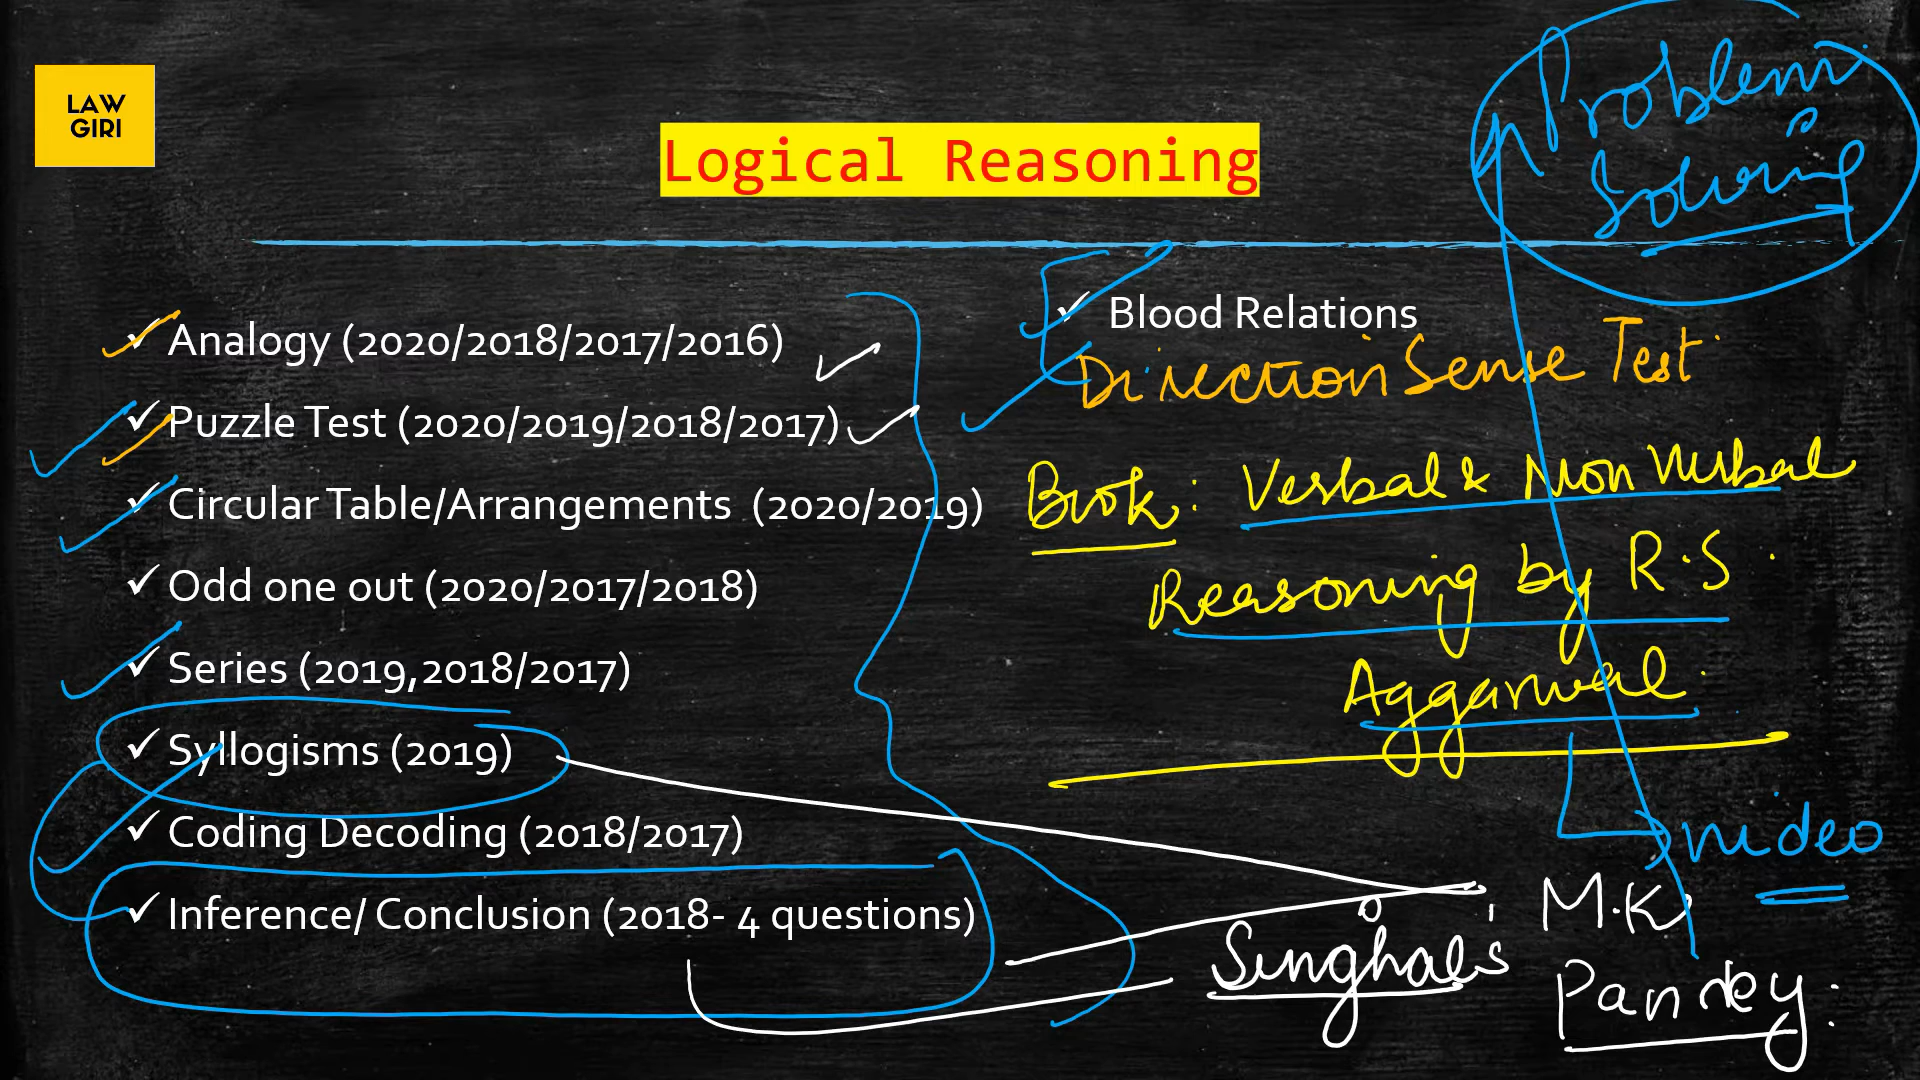 LAW
GIRI
Logical Reasoning
Problem
Solving
Analogy (2020/2018/2017/2016)
Puzzle Test (2020/2019/2018/2017)
Circular Table/Arrangements (2020/2019)
Odd one out (2020/2017/2018)
Series (2019,2018/2017)
Syllogisms (2019)
Coding Decoding (2018/2017)
Inference/ Conclusion (2018- 4 questions)
Blood Relations
Direction Sense Test
Book: Verbal & Non Verbal
Reasoning by R.S.
Aggarwal
video
Singhal's
M.K
Pandey: